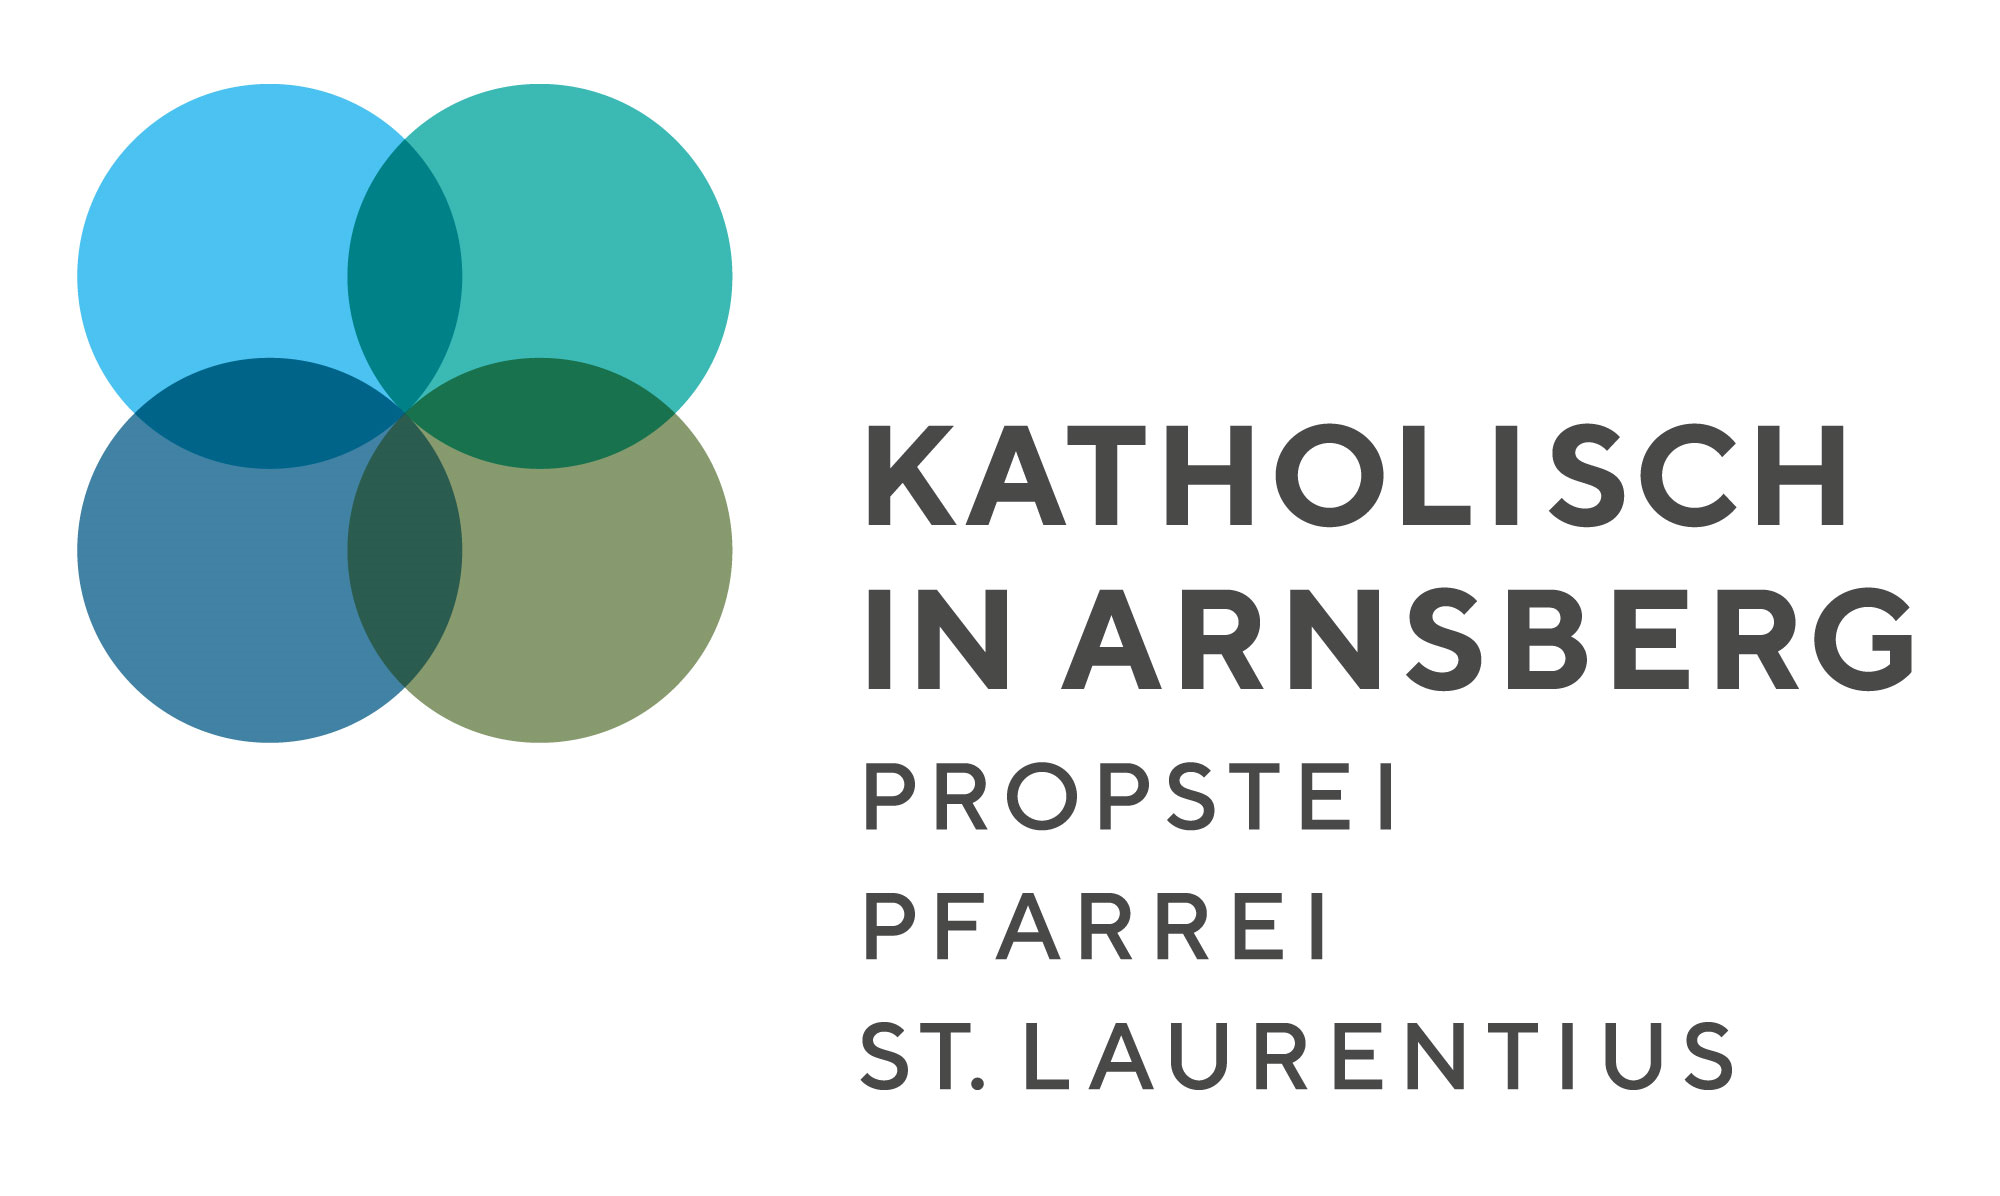 KATHOLISCH
IN ARNSBERG
PROPSTEI
PFARREI
ST. LAURENTIUS